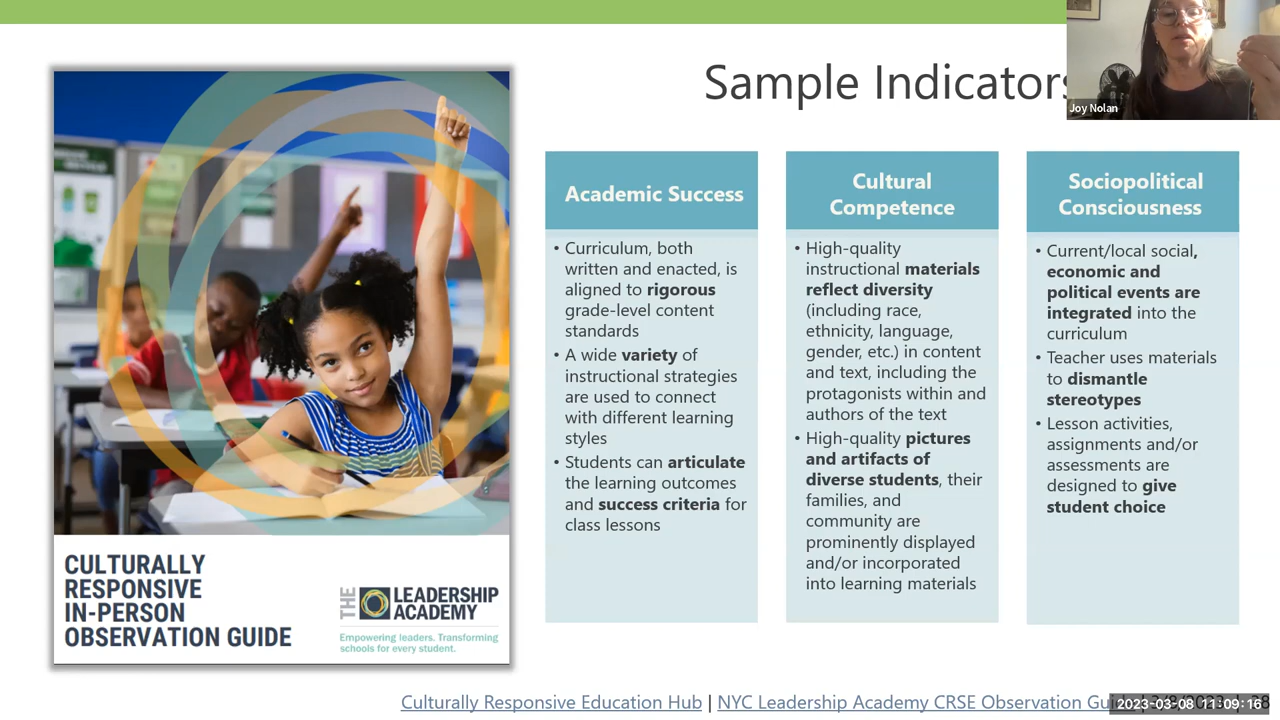 Sample Indicators
Joy Nolan
Academic Success
• Curriculum, both
written and enacted, is
aligned to rigorous
grade-level content
standards
• A wide variety of
instructional strategies
are used to connect
with different learning
styles
• Students can articulate
the learning outcomes
and success criteria for
class lessons
Cultural
Competence
• High-quality
instructional materials
reflect diversity
(including race,
ethnicity, language,
gender, etc.) in content
and text, including the
protagonists within and
authors of the text
• High-quality pictures
and artifacts of
diverse students, their
families, and
community are
prominently displayed
and/or incorporated
into learning materials
Sociopolitical
Consciousness
• Current/local social,
economic and
political events are
integrated into the
curriculum
• Teacher uses materials
to dismantle
stereotypes
• Lesson activities,
assignments and/or
assessments are
designed to give
student choice
CULTURALLY
RESPONSIVE
IN-PERSON
OBSERVATION GUIDE
THE LEADERSHIP
ACADEMY
Empowering leaders. Transforming
schools for every student.
Culturally Responsive Education Hub | NYC Leadership Academy CRSE Observation
2023-03-08 11:09:16